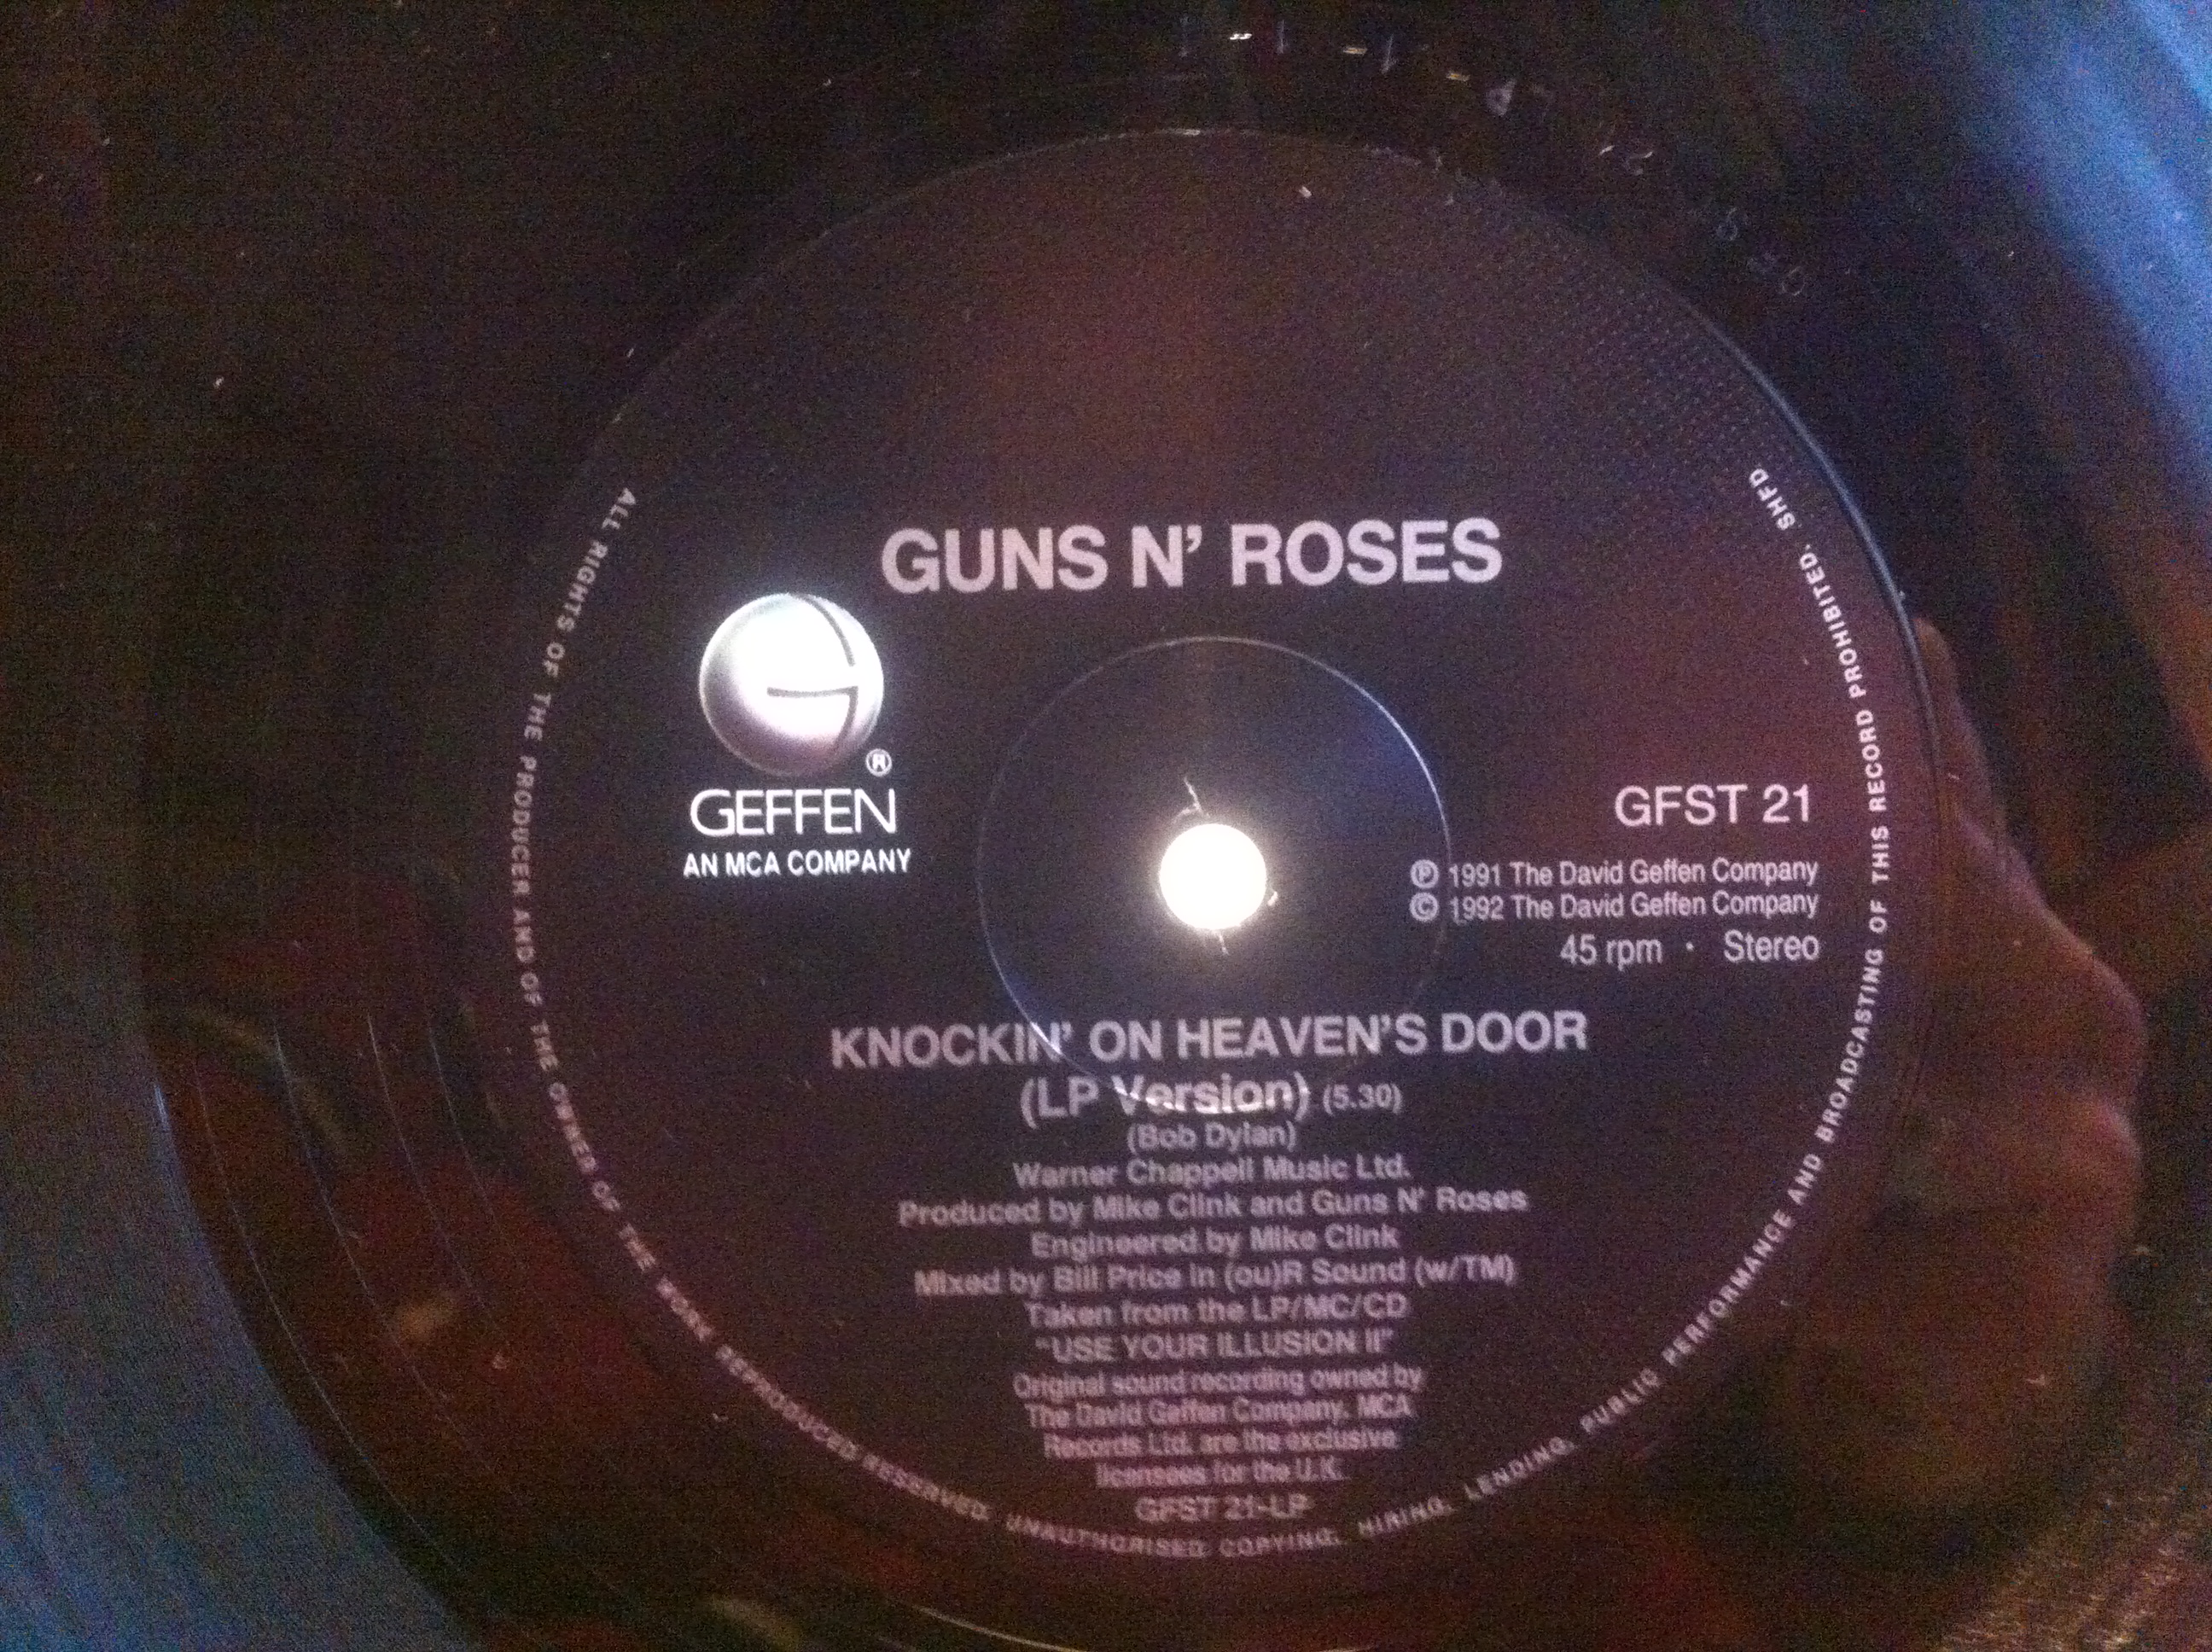 GUNS N' ROSES
®
GEFFEN
AN MCA COMPANY
GFST 21
Ⓟ 1991 The David Geffen Company
© 1992 The David Geffen Company
45 rpm · Stereo
KNOCKIN' ON HEAVEN'S DOOR
(LP Version) (5.30)
(Bob Dylan)
Warner Chappell Music Ltd.
Produced by Mike Clink and Guns N' Roses
Engineered by Mike Clink
Mixed by Bill Price in (ou)R Sound (w/TM)
Taken from the LP/MC/CD
"USE YOUR ILLUSION II"
Original sound recording owned by
The David Geffen Company, MCA
Records Ltd. are the exclusive
licensees for the U.K.
GFST 21-LP
ALL RIGHTS OF THE PRODUCER AND OF THE OWNER OF THE WORK REPRODUCED RESERVED. UNAUTHORISED COPYING, HIRING, LENDING, PUBLIC PERFORMANCE AND BROADCASTING OF THIS RECORD PROHIBITED. SHFD